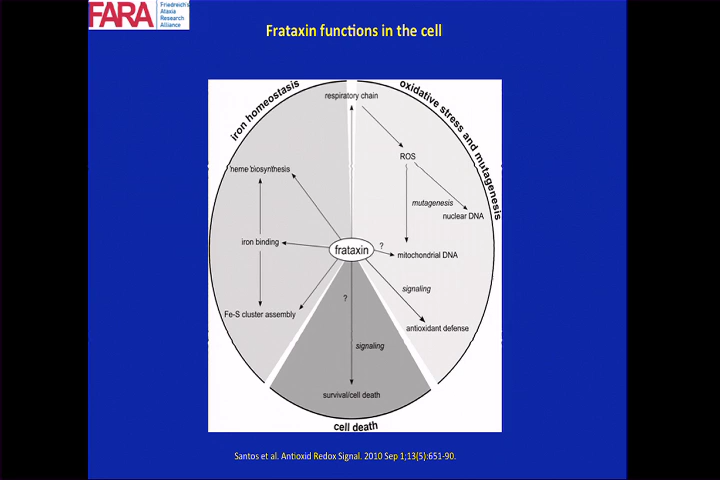 FARA
Friedreich's
Ataxia
Research
Alliance
Frataxin functions in the cell
iron homeostasis
oxidative stress and mutagenesis
respiratory chain
ROS
heme biosynthesis
mutagenesis
nuclear DNA
iron binding
frataxin
?
mitochondrial DNA
signaling
?
Fe-S cluster assembly
antioxidant defense
signaling
survival/cell death
cell death
Santos et al. Antioxid Redox Signal. 2010 Sep 1;13(5):651-90.